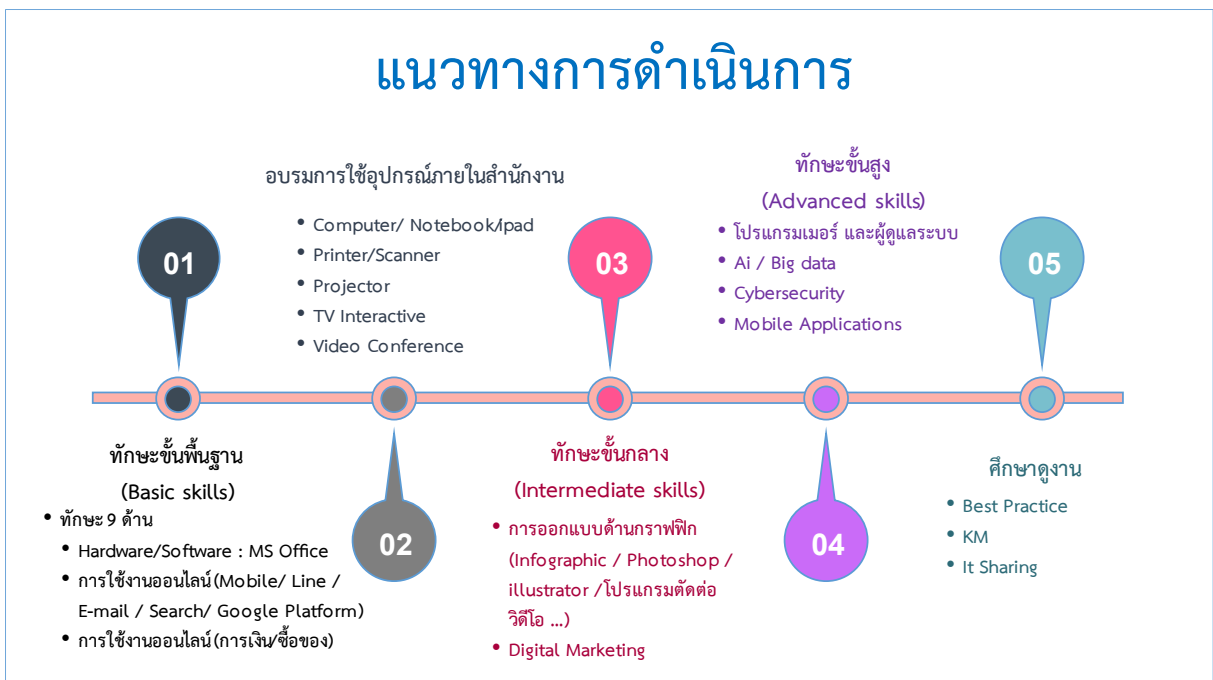 แนวทางการดำเนินการ
01
ทักษะขั้นพื้นฐาน
(Basic skills)
• ทักษะ 9 ด้าน
• Hardware/Software : MS Office
• การใช้งานออนไลน์ (Mobile/ Line /
E-mail / Search/ Google Platform)
• การใช้งานออนไลน์ (การเงิน/ซื้อของ)
อบรมการใช้อุปกรณ์ภายในสำนักงาน
• Computer/ Notebook/ipad
• Printer/Scanner
• Projector
• TV Interactive
• Video Conference
02
03
ทักษะขั้นกลาง
(Intermediate skills)
• การออกแบบด้านกราฟฟิก
(Infographic / Photoshop /
illustrator /โปรแกรมตัดต่อ
วิดีโอ ...)
• Digital Marketing
ทักษะขั้นสูง
(Advanced skills)
• โปรแกรมเมอร์ และผู้ดูแลระบบ
• Ai / Big data
• Cybersecurity
• Mobile Applications
04
05
ศึกษาดูงาน
• Best Practice
• KM
• It Sharing